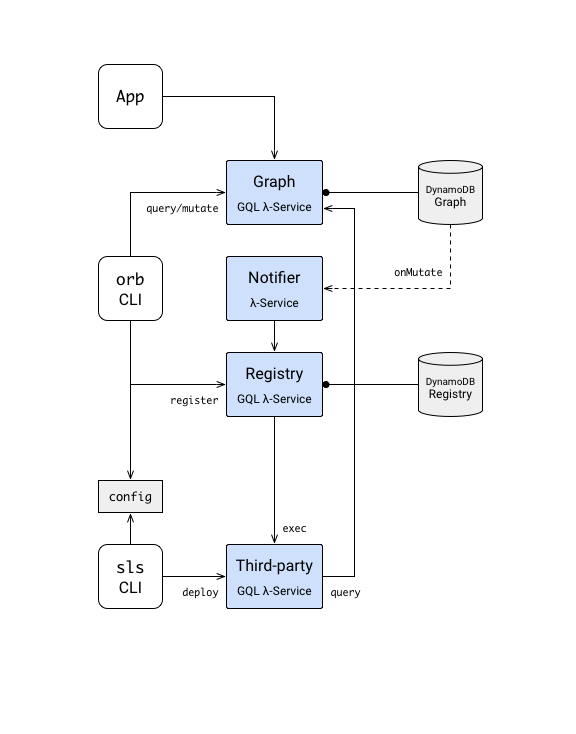 App
Graph
GQL λ-Service
DynamoDB
Graph
query/mutate
orb
CLI
Notifier
λ-Service
onMutate
Registry
GQL λ-Service
DynamoDB
Registry
register
config
exec
sls
CLI
Third-party
GQL λ-Service
deploy
query